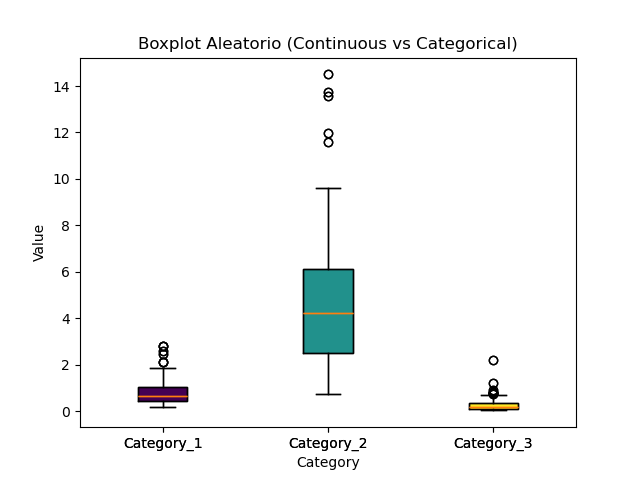 Boxplot Aleatorio (Continuous vs Categorical)
14
12
10
8
6
4
2
0
Value
Category_1
Category_2
Category_3
Category